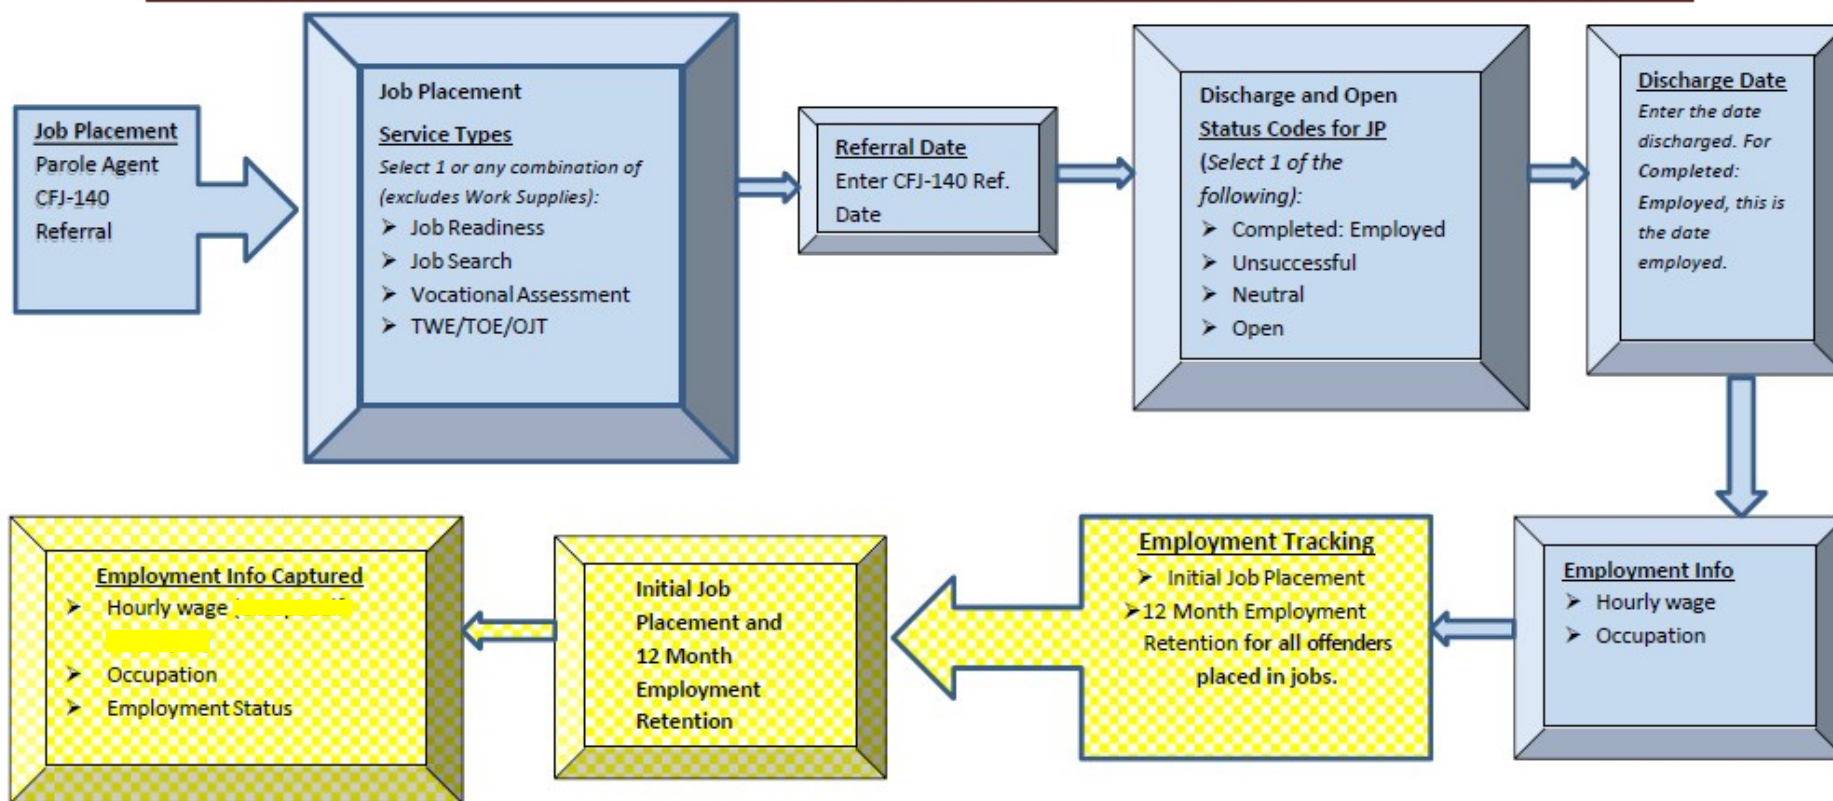 Job Placement
Parole Agent
CFJ-140
Referral
Job Placement
Service Types
Select 1 or any combination of
(excludes Work Supplies):
➢ Job Readiness
➢ Job Search
➢ Vocational Assessment
➢ TWE/TOE/OJT
Referral Date
Enter CFJ-140 Ref.
Date
Discharge and Open
Status Codes for JP
(Select 1 of the
following):
➢ Completed: Employed
➢ Unsuccessful
➢ Neutral
➢ Open
Discharge Date
Enter the date
discharged. For
Completed:
Employed, this is
the date
employed.
Employment Info
➢ Hourly wage
➢ Occupation
Employment Tracking
➢ Initial Job Placement
➢12 Month Employment
Retention for all offenders
placed in jobs.
Initial Job
Placement and
12 Month
Employment
Retention
Employment Info Captured
➢ Hourly wage
➢ Occupation
➢ Employment Status